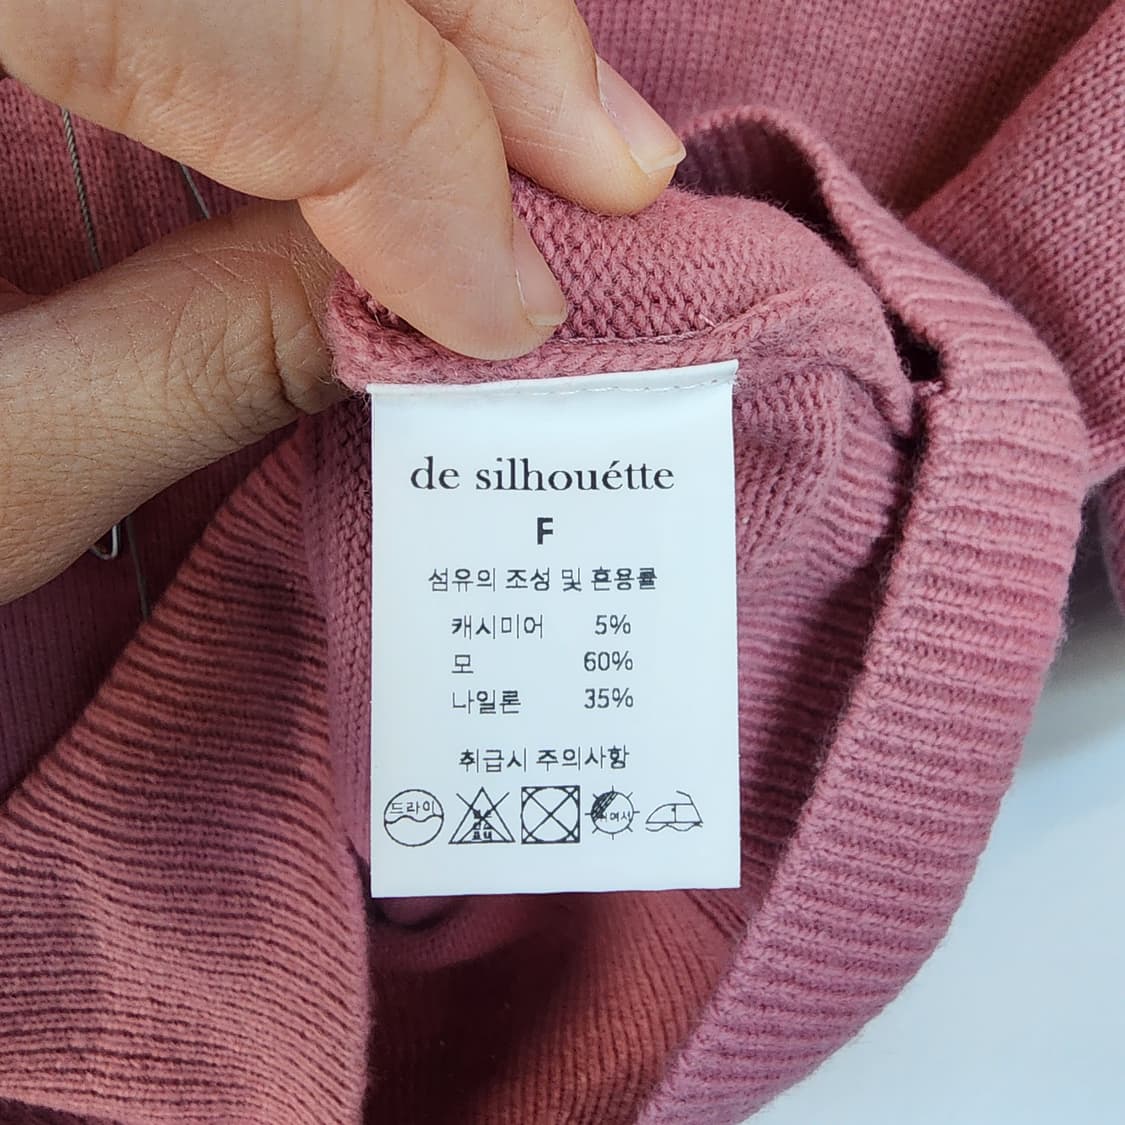 de silhouétte
F
섬유의 조성 및 혼용률
캐시미어 5%
모 60%
나일론 35%
취급시 주의사항
드라이